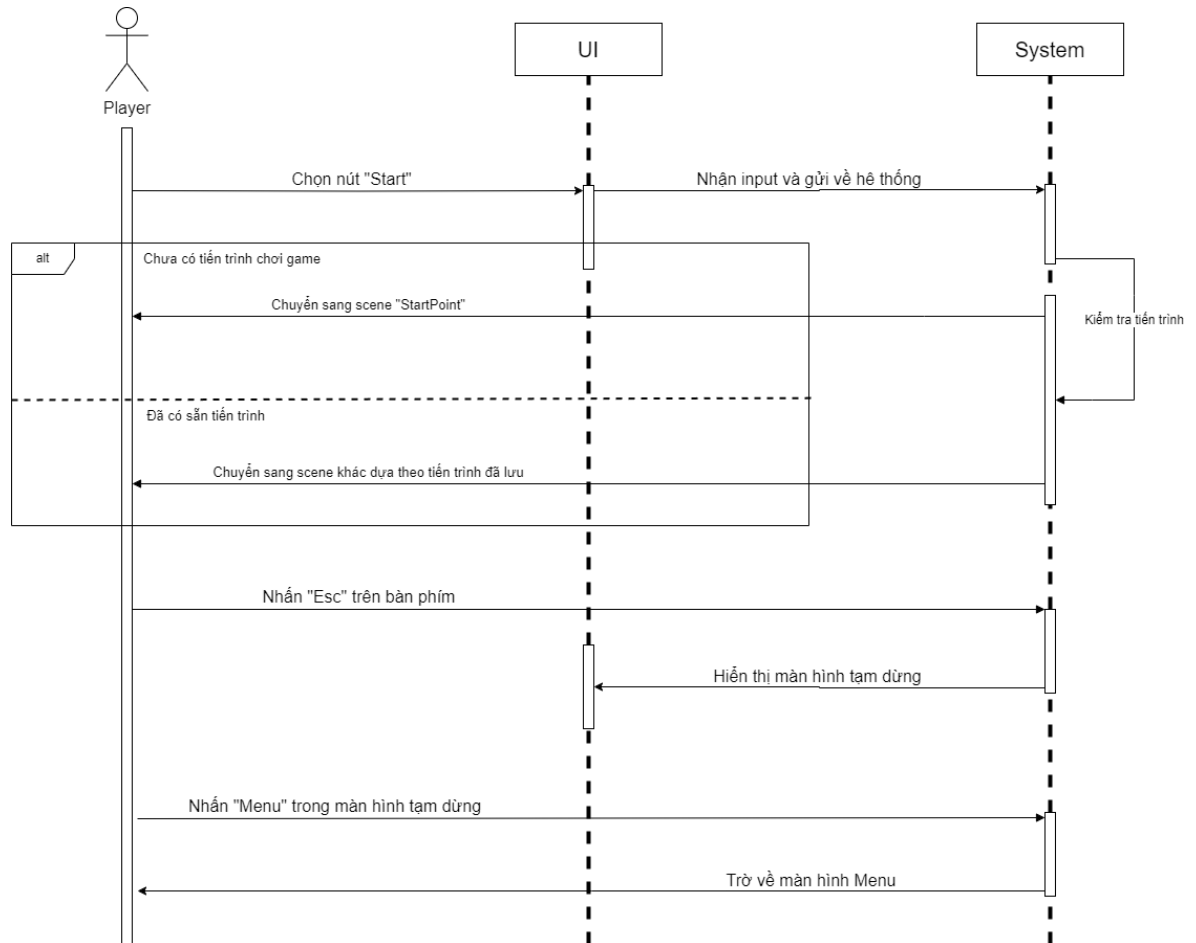 UI
System
Player
Chọn nút "Start"
Nhận input và gửi về hê thống
alt
Chưa có tiến trình chơi game
Chuyển sang scene "StartPoint"
Kiểm tra tiến trình
Đã có sẵn tiến trình
Chuyển sang scene khác dựa theo tiến trình đã lưu
Nhấn "Esc" trên bàn phím
Hiển thị màn hình tạm dừng
Nhấn "Menu" trong màn hình tạm dừng
Trờ về màn hình Menu